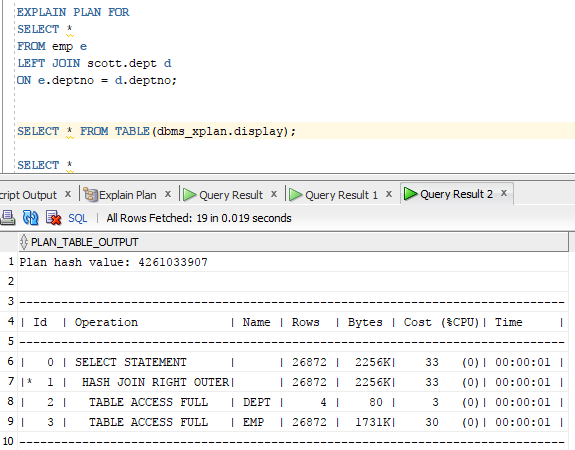 EXPLAIN PLAN FOR
SELECT *
FROM emp e
LEFT JOIN scott.dept d
ON e.deptno = d.deptno;
SELECT * FROM TABLE(dbms_xplan.display);
SELECT *
cript Output x Explain Plan x Query Result x Query Result 1 x Query Result 2 x
SQL | All Rows Fetched: 19 in 0.019 seconds
PLAN_TABLE_OUTPUT
1 Plan hash value: 4261033907
2
3 --------------------------------------------------------------------------------
4 | Id | Operation | Name | Rows | Bytes | Cost (%CPU)| Time |
5 --------------------------------------------------------------------------------
6 | 0 | SELECT STATEMENT | | 26872 | 2256K| 33 (0)| 00:00:01 |
7 |* 1 | HASH JOIN RIGHT OUTER| | 26872 | 2256K| 33 (0)| 00:00:01 |
8 | 2 | TABLE ACCESS FULL | DEPT | 4 | 80 | 3 (0)| 00:00:01 |
9 | 3 | TABLE ACCESS FULL | EMP | 26872 | 1731K| 30 (0)| 00:00:01 |
10 --------------------------------------------------------------------------------